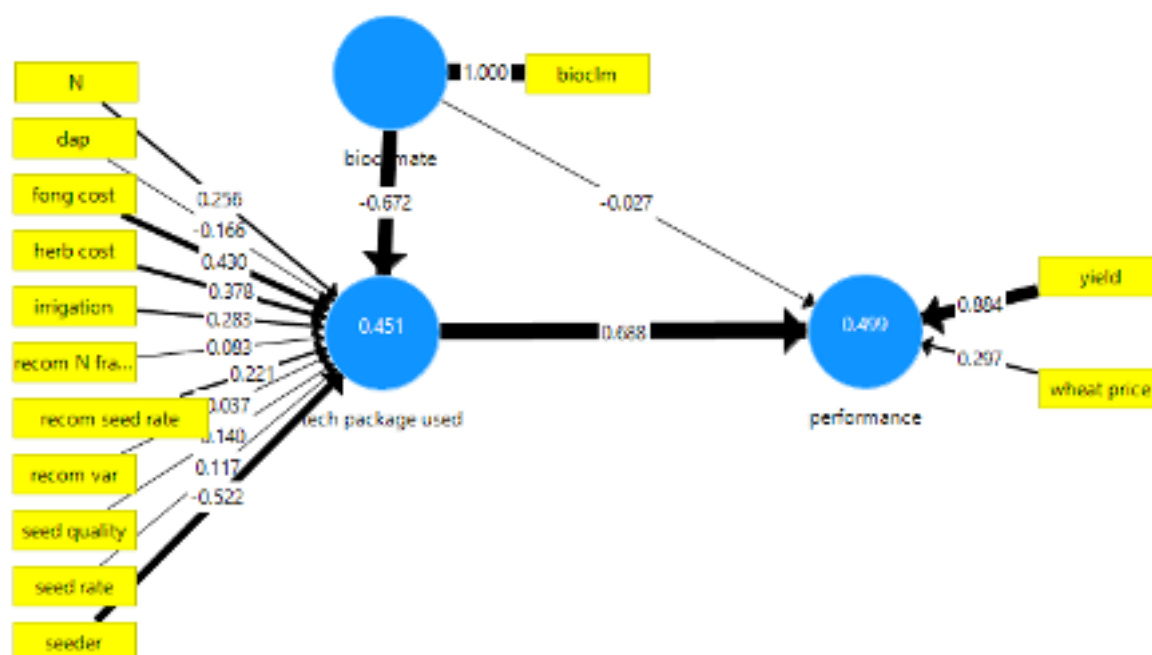 N
dap
fong cost
herb cost
irrigation
recom N fra...
recom seed rate
recom var
seed quality
seed rate
seeder
0.256
-0.166
0.430
0.378
0.283
0.093
0.221
0.037
0.140
0.117
-0.522
1.000
bioclm
-0.672
-0.027
0.451
tech package used
0.688
0.499
performance
0.884
yield
0.297
wheat price